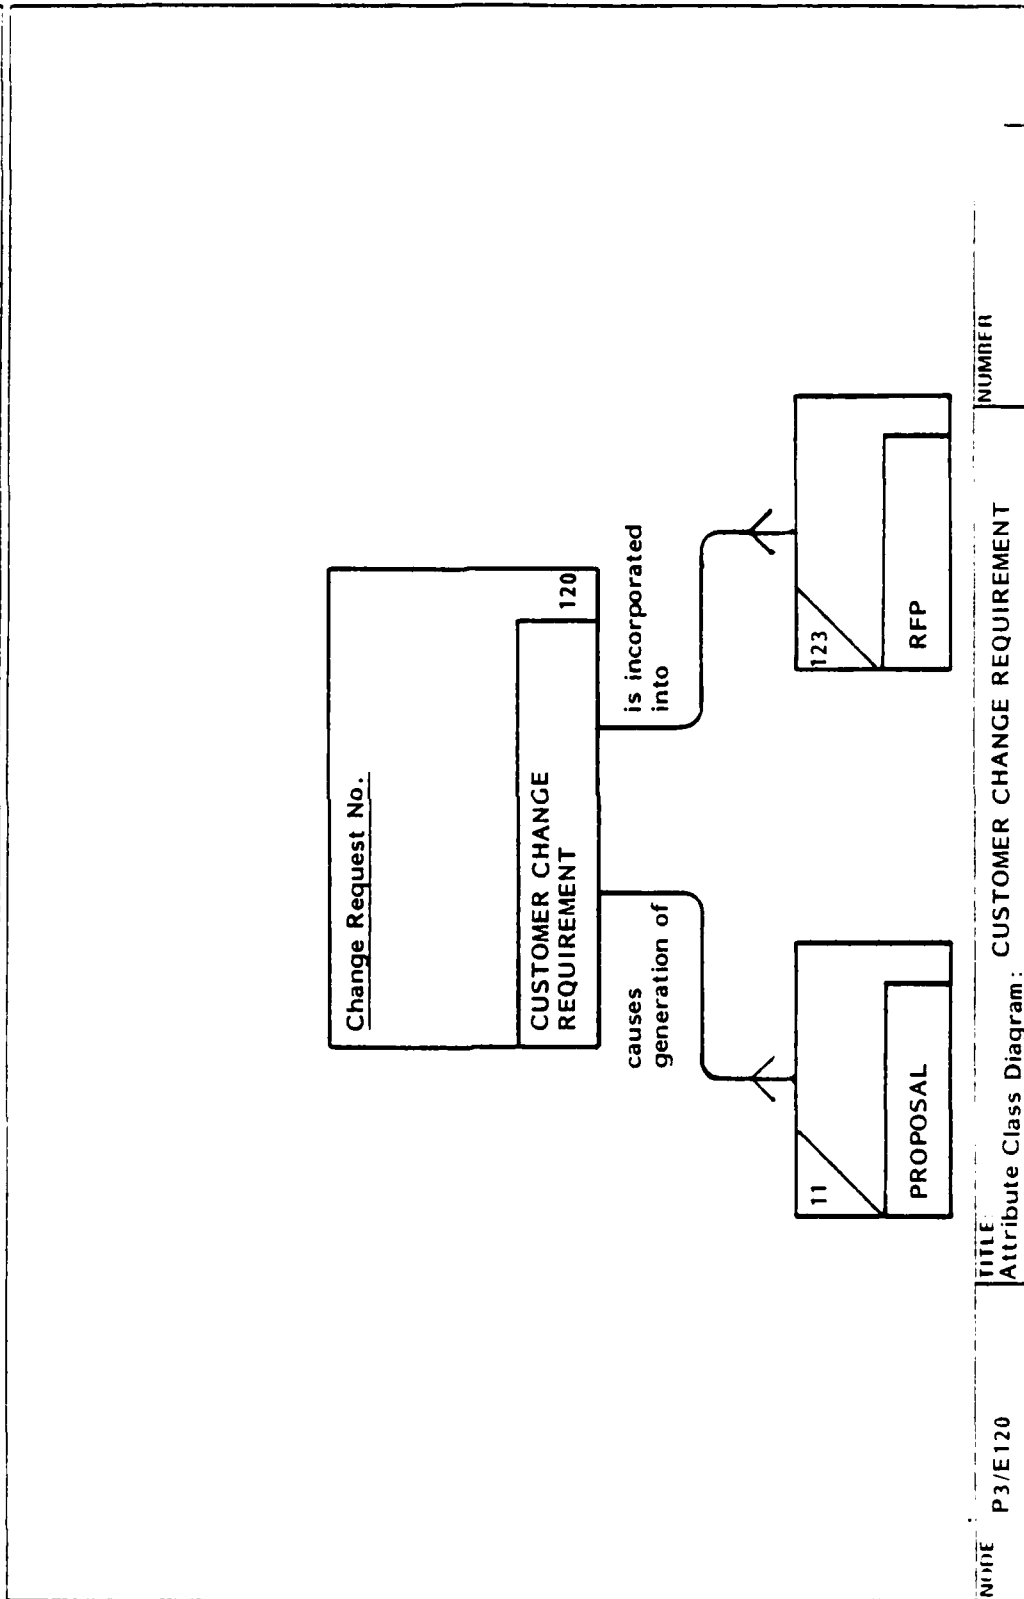 Change Request No.
CUSTOMER CHANGE
REQUIREMENT
120
causes
generation of
is incorporated
into
11
PROPOSAL
123
RFP
NODE
P3/E120
TITLE:
Attribute Class Diagram: CUSTOMER CHANGE REQUIREMENT
NUMBER